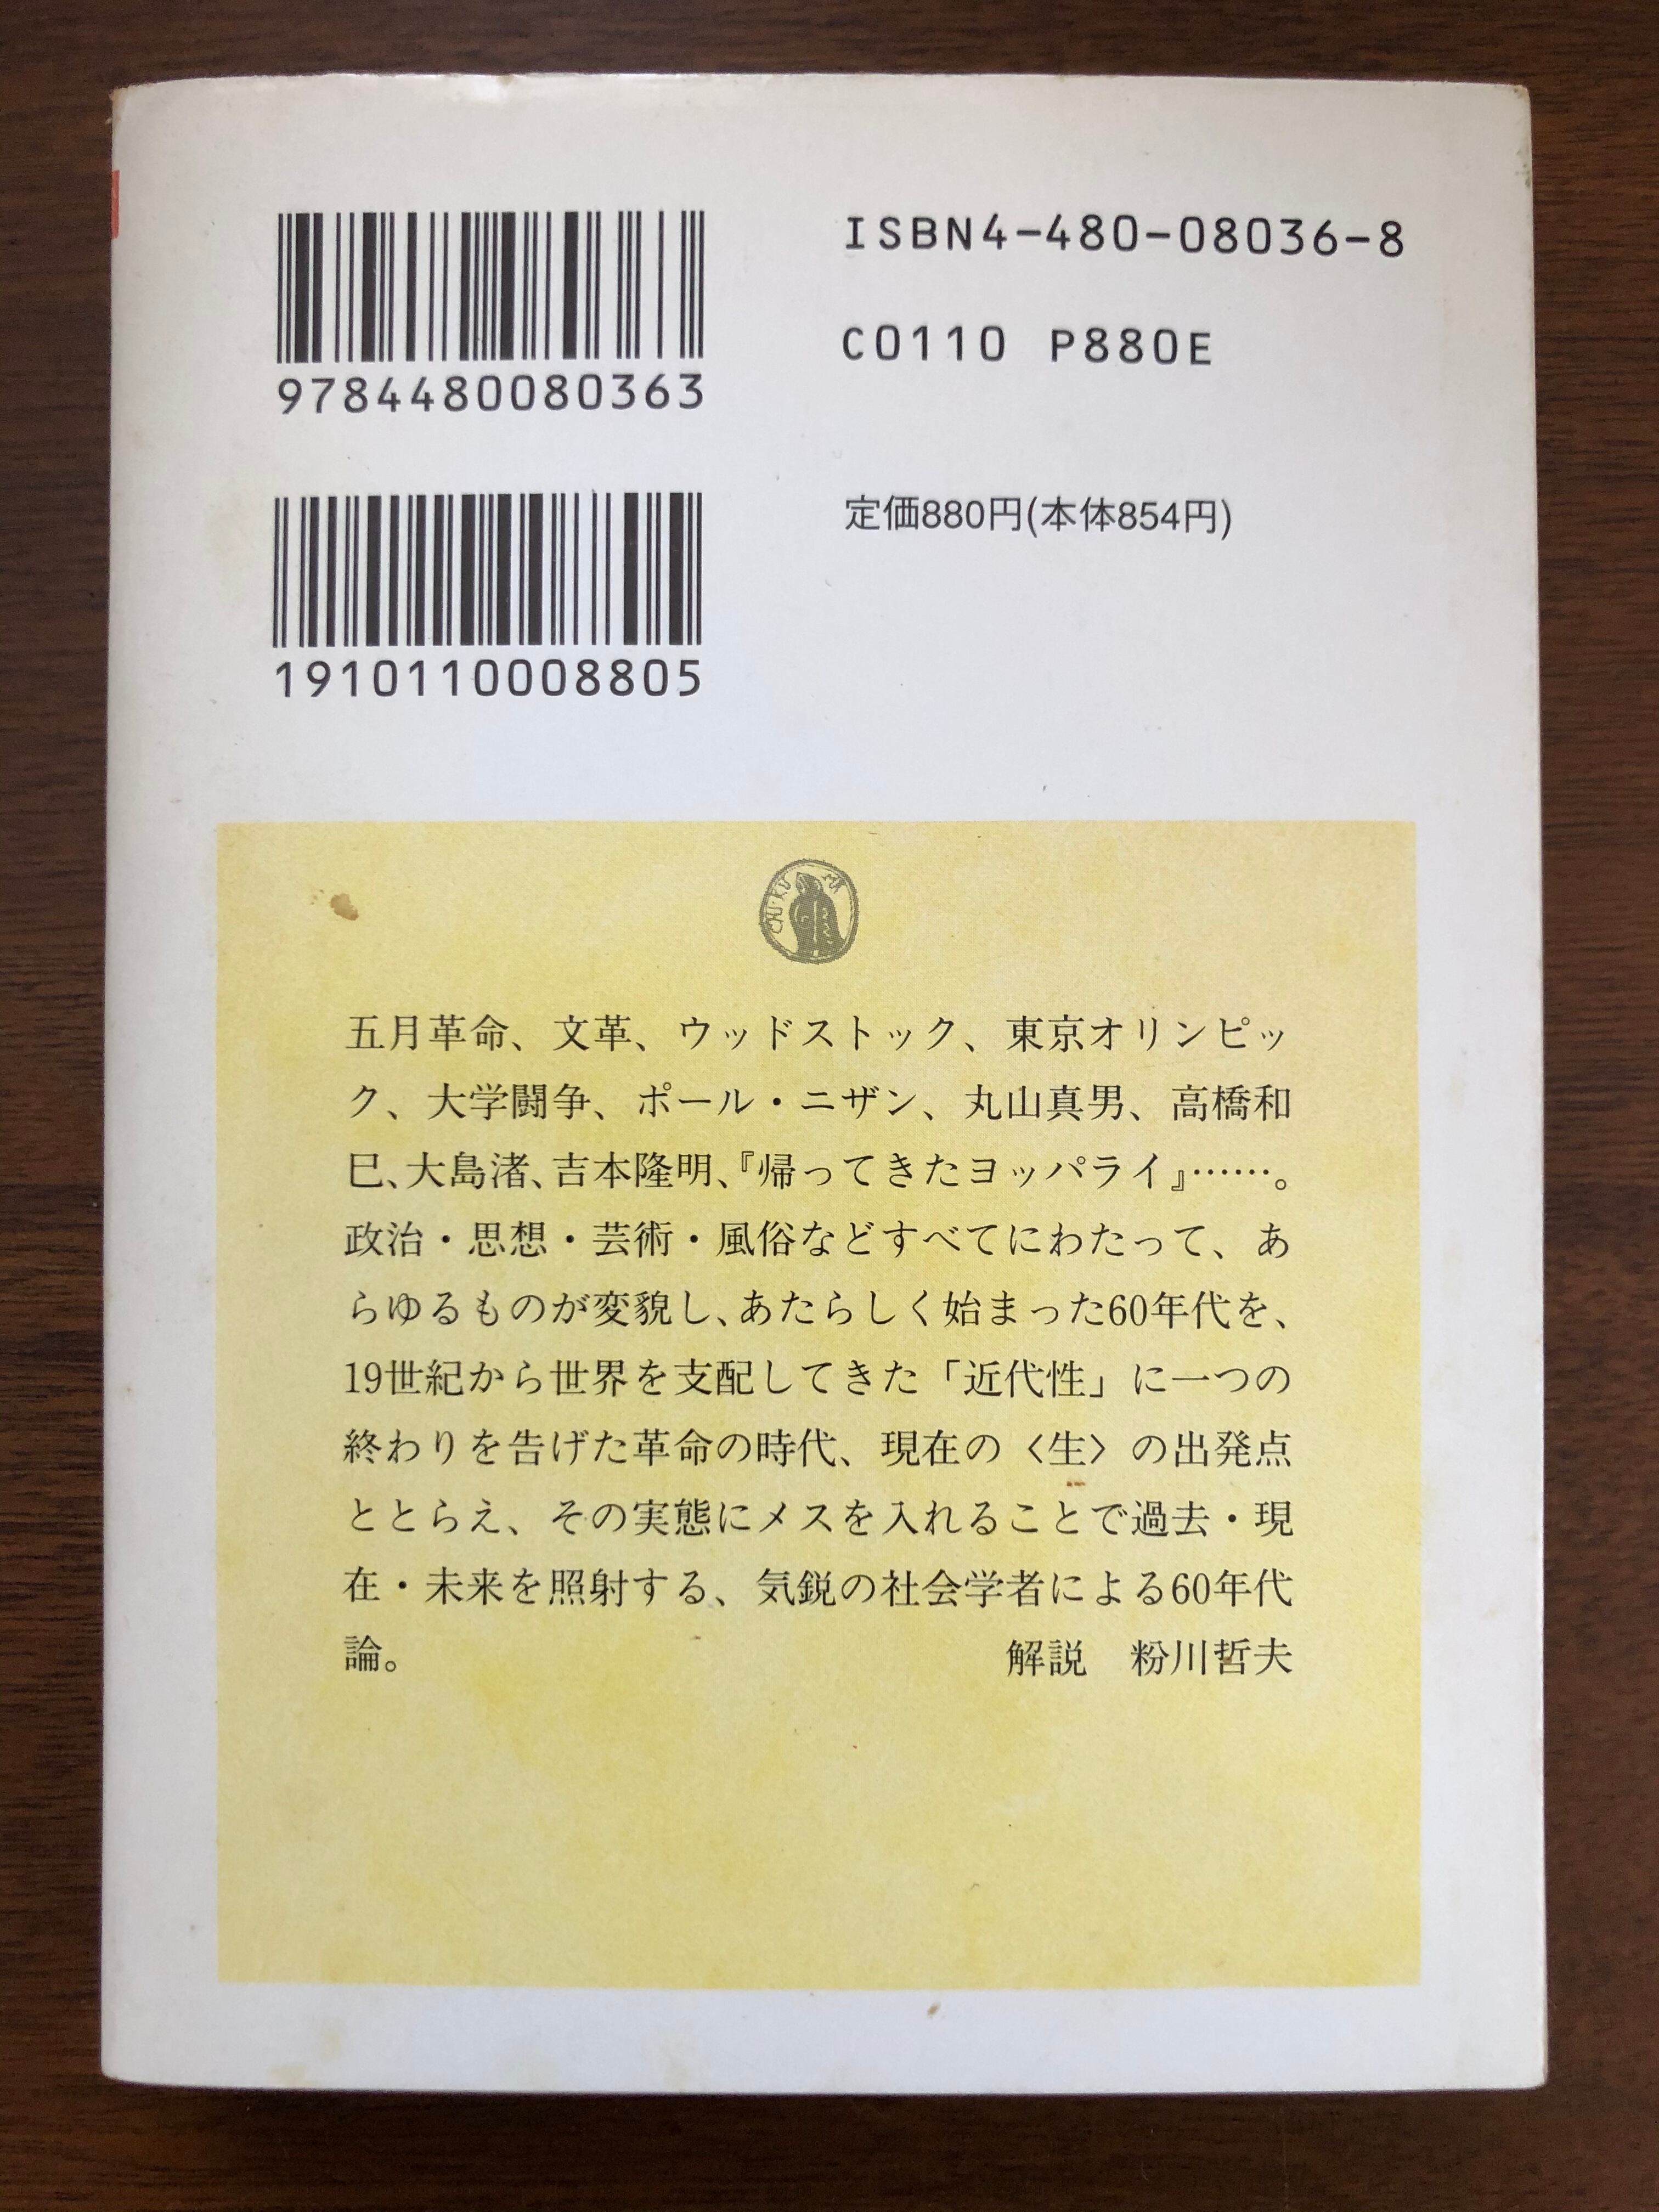 ISBN4-480-08036-8
9784480080363
C0110 P880E
1910110008805
定価880円(本体854円)
CHI・KU MA
五月革命、文革、ウッドストック、東京オリンピッ
ク、大学闘争、ポール・ニザン、丸山真男、高橋和
巳、大島渚、吉本隆明、『帰ってきたヨッパライ』……。
政治・思想・芸術・風俗などすべてにわたって、あ
らゆるものが変貌し、あたらしく始まった60年代を、
19世紀から世界を支配してきた「近代性」に一つの
終わりを告げた革命の時代、現在の〈生〉の出発点
ととらえ、その実態にメスを入れることで過去・現
在・未来を照射する、気鋭の社会学者による60年代
論。 解説 粉川哲夫